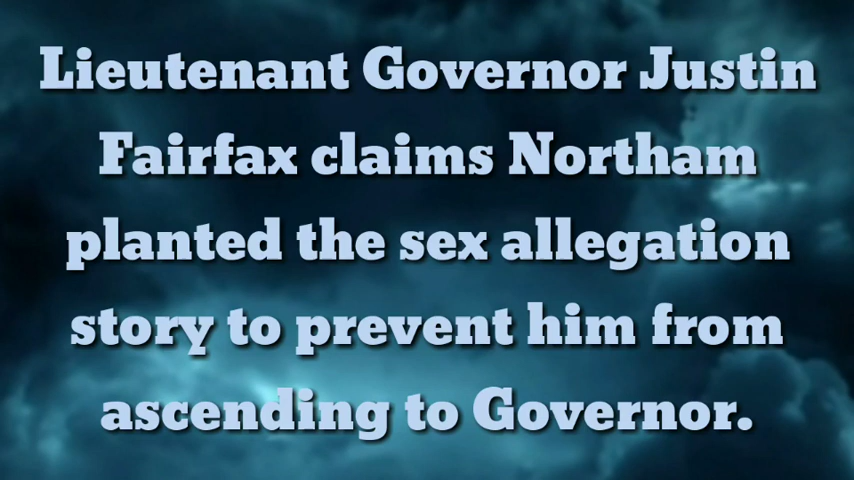 Lieutenant Governor Justin
Fairfax claims Northam
planted the sex allegation
story to prevent him from
ascending to Governor.